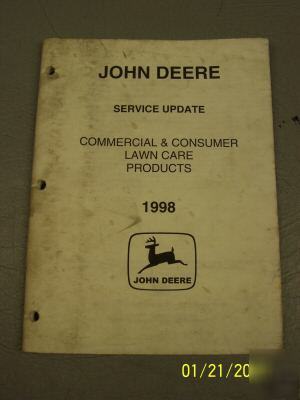 JOHN DEERE
SERVICE UPDATE
COMMERCIAL & CONSUMER
LAWN CARE
PRODUCTS
1998
JOHN DEERE
01/21/20